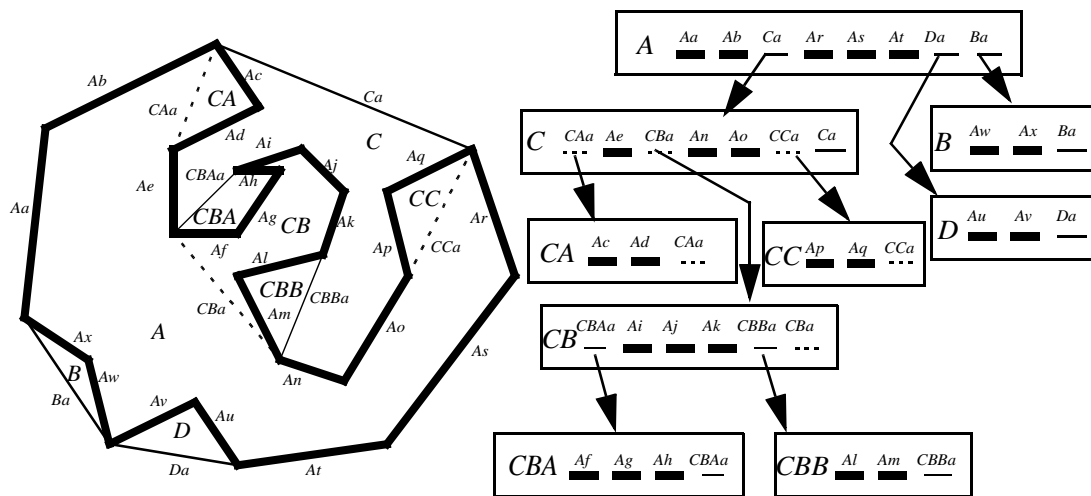 Ab
Ac
CAa
CA
Ca
Ad
Ai
C
Aq
CBAa
Ah
Aj
Ae
CC
Aa
CBA
Ag
CB
Ak
Ar
Af
Ap
CCa
Al
CBB
CBa
Am
CBBa
A
Ao
Ax
As
B
Aw
An
Ba
Av
Au
D
Da
At
A Aa Ab Ca Ar As At Da Ba
C CAa Ae CBa An Ao CCa Ca
B Aw Ax Ba
D Au Av Da
CA Ac Ad CAa
CC Ap Aq CCa
CB CBAa Ai Aj Ak CBBa CBa
CBA Af Ag Ah CBAa
CBB Al Am CBBa